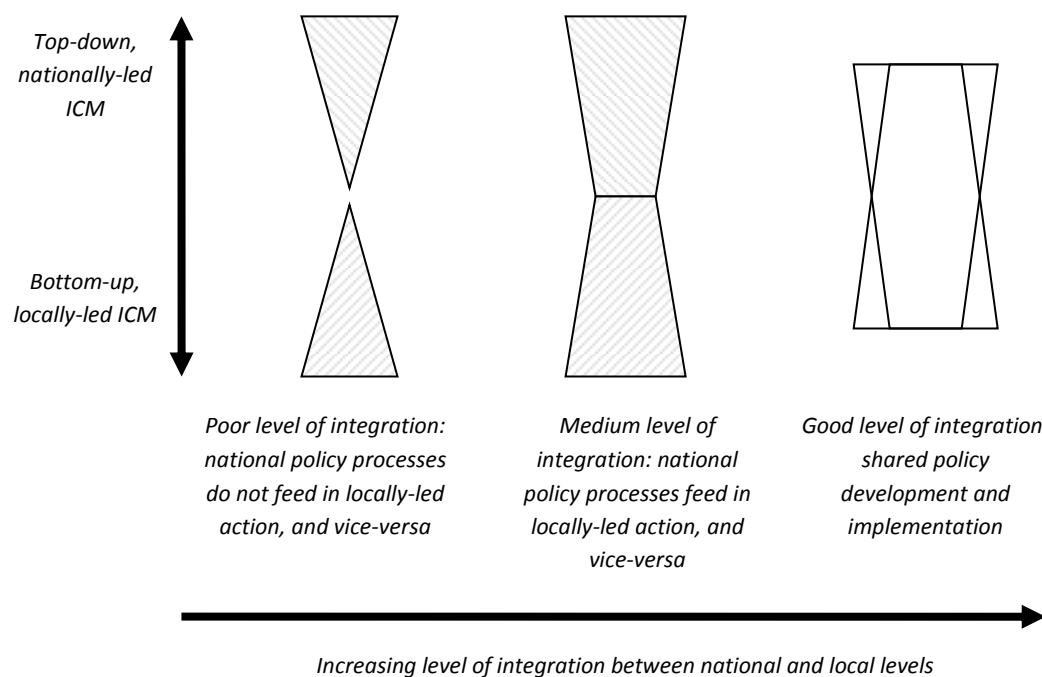 Top-down,
nationally-led
ICM
Bottom-up,
locally-led ICM
Poor level of integration:
national policy processes
do not feed in locally-led
action, and vice-versa
Medium level of
integration: national
policy processes feed in
locally-led action, and
vice-versa
Good level of integration
shared policy
development and
implementation
Increasing level of integration between national and local levels